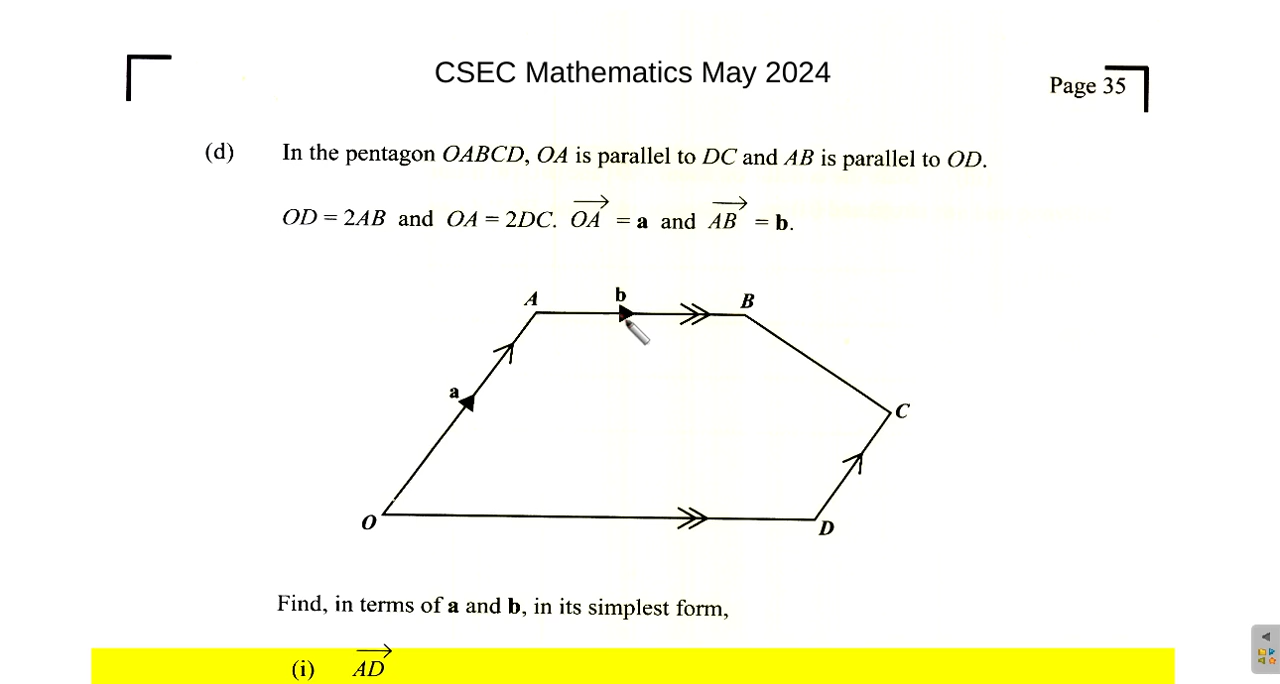 CSEC Mathematics May 2024
Page 35
(d) In the pentagon OABCD, OA is parallel to DC and AB is parallel to OD.
OD = 2AB and OA = 2DC. OA = a and AB = b.
A b B
a
C
O
D
Find, in terms of a and b, in its simplest form,
(i) AD